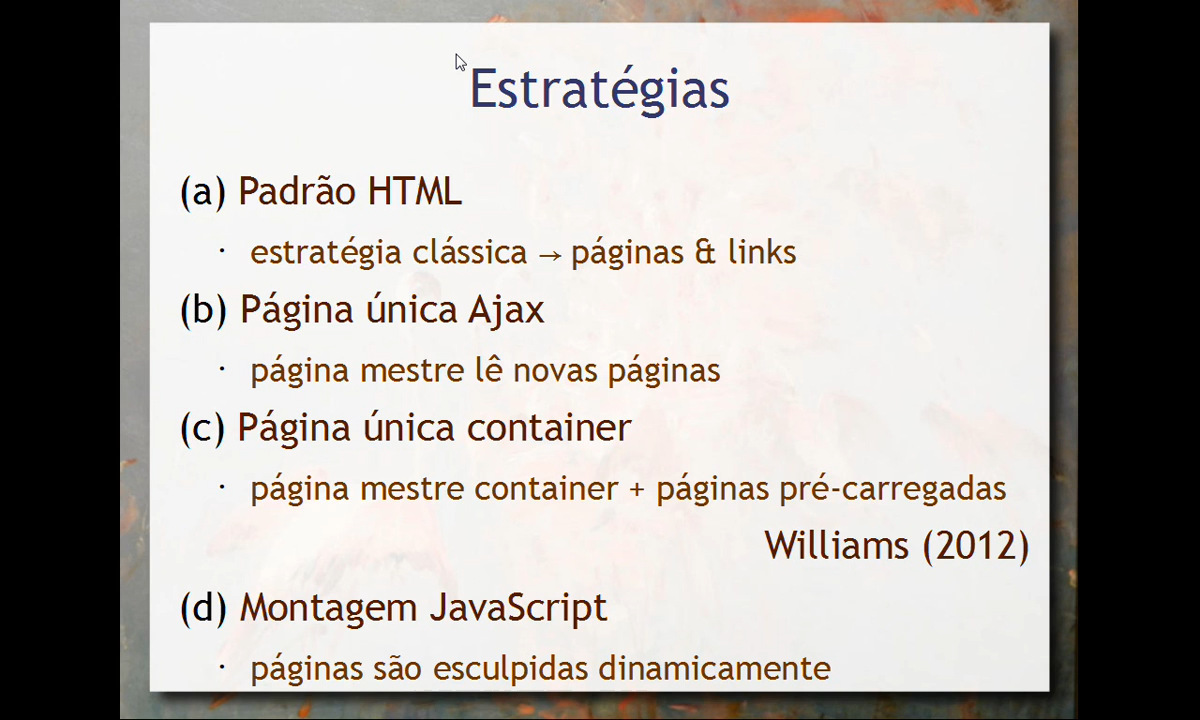 Estratégias
(a) Padrão HTML
· estratégia clássica → páginas & links
(b) Página única Ajax
· página mestre lê novas páginas
(c) Página única container
· página mestre container + páginas pré-carregadas
Williams (2012)
(d) Montagem JavaScript
· páginas são esculpidas dinamicamente